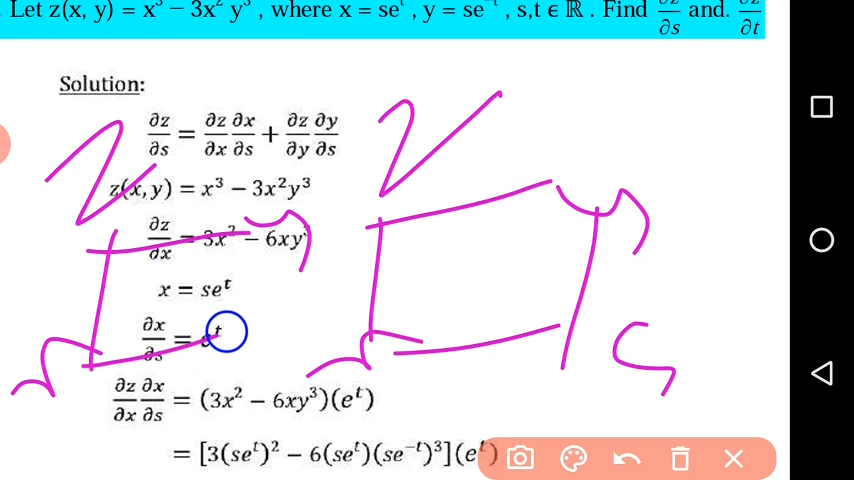 Let z(x, y) = x³ − 3x² y³ , where x = seᵗ , y = se⁻ᵗ , s,t ϵ ℝ . Find ∂z/∂s and. ∂z/∂t
Solution:
∂z/∂s = ∂z/∂x ∂x/∂s + ∂z/∂y ∂y/∂s
z(x, y) = x³ − 3x²y³
∂z/∂x = 3x² − 6xy³
x = seᵗ
∂x/∂s = eᵗ
∂z/∂x ∂x/∂s = (3x² − 6xy³)(eᵗ)
= [3(seᵗ)² − 6(seᵗ)(se⁻ᵗ)³](eᵗ)